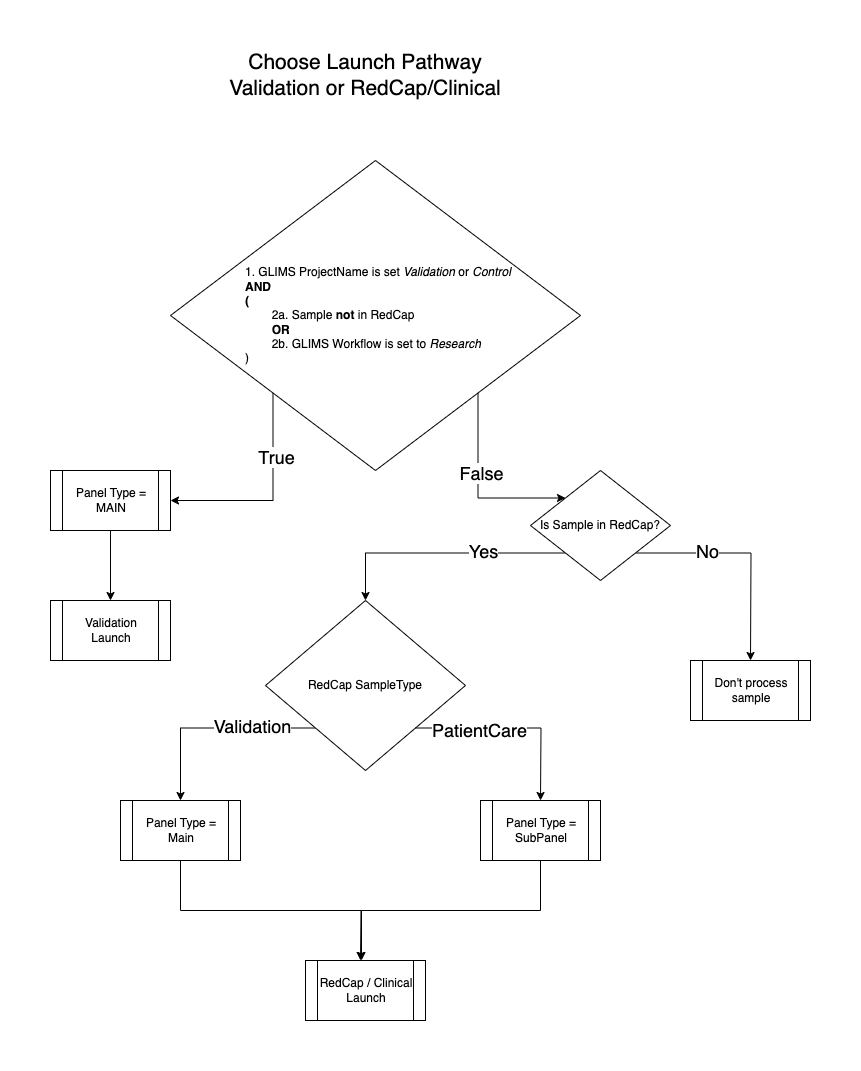 Choose Launch Pathway
Validation or RedCap/Clinical
1. GLIMS ProjectName is set Validation or Control
AND
(
2a. Sample not in RedCap
OR
2b. GLIMS Workflow is set to Research
)
True
False
Panel Type =
MAIN
Is Sample in RedCap?
Yes
No
Validation
Launch
RedCap SampleType
Don't process
sample
Validation
PatientCare
Panel Type =
Main
Panel Type =
SubPanel
RedCap / Clinical
Launch